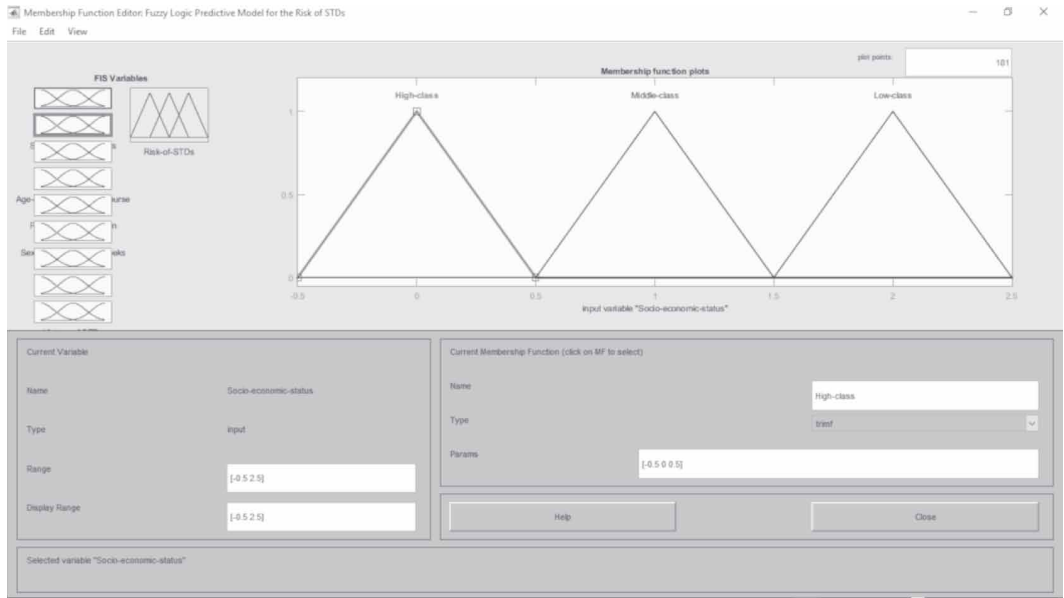 Membership Function Editor: Fuzzy Logic Predictive Model for the Risk of STDs
File Edit View
FIS Variables
Risk-of-STDs
Age-
urse
Sex
eks
plot points:
181
Membership function plots
High-class
Middle-class
Low-class
1
0.5
0
-0.5
0
0.5
1
1.5
2
2.5
input variable "Socio-economic-status"
Current Variable
Name
Socio-economic-status
Type
input
Range
[-0.5 2.5]
Display Range
[-0.5 2.5]
Current Membership Function (click on MF to select)
Name
High-class
Type
trimf
Params
[-0.5 0 0.5]
Help
Close
Selected variable "Socio-economic-status"